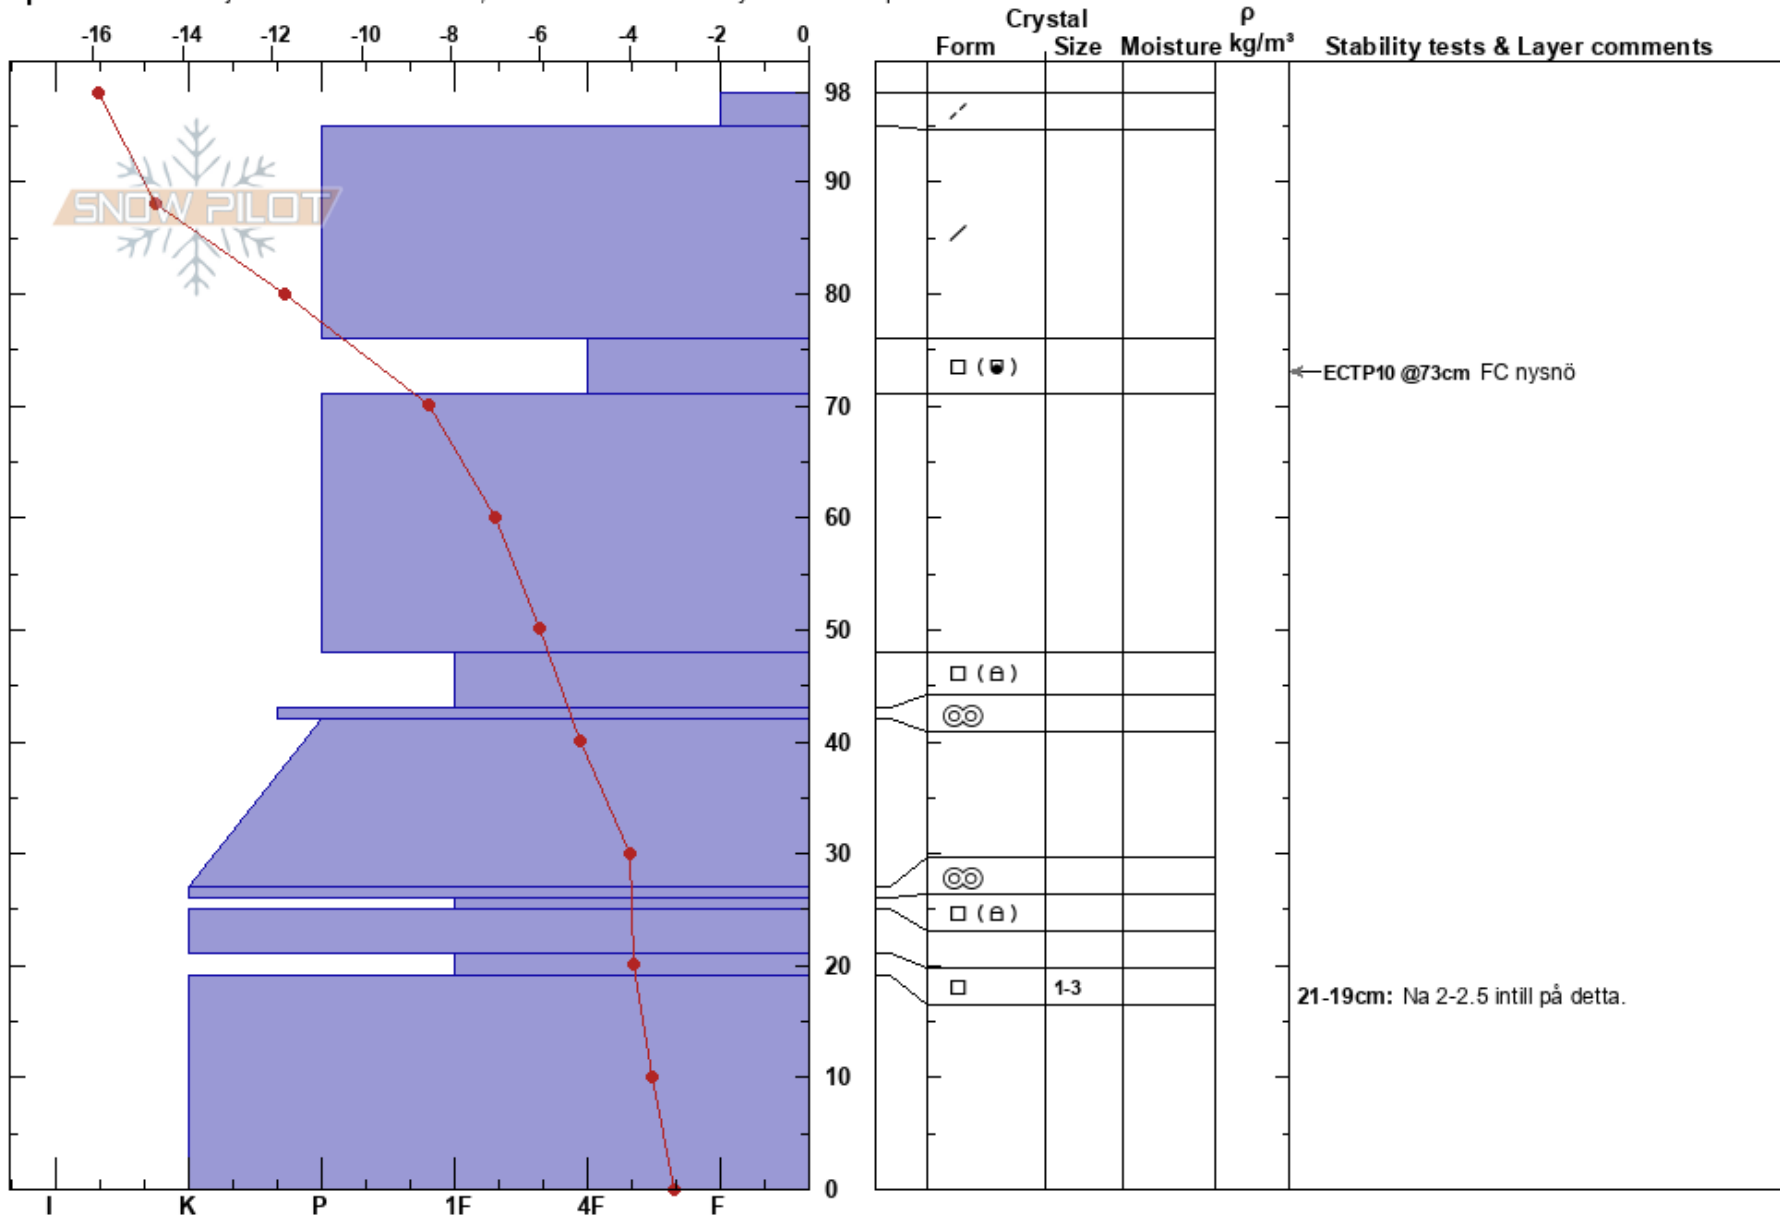 Crystal ρ
-16 -14 -12 -10 -8 -6 -4 -2 0 Form Size Moisture kg/m³ Stability tests & Layer comments
98
90
SNOW PILOT
80
ECTP10 @73cm FC nysnö
70
60
50
40
30
20
1-3
21-19cm: Na 2-2.5 intill på detta.
10
0
I K P 1F 4F F